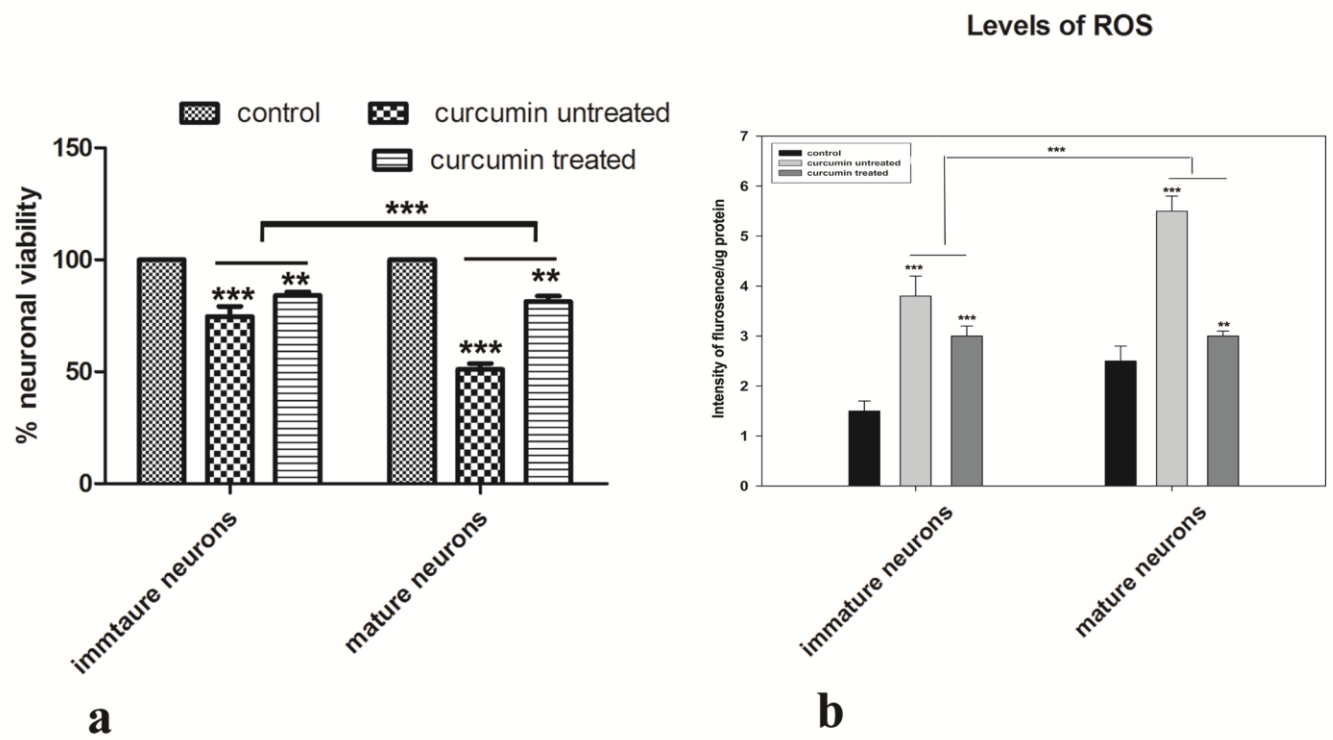 control
curcumin untreated
curcumin treated
% neuronal viability
150
100
50
0
***
***
**
***
**
immtaure neurons
mature neurons
a
Levels of ROS
control
curcumin untreated
curcumin treated
Intensity of flurosence/ug protein
7
6
5
4
3
2
1
0
***
***
***
***
**
immature neurons
mature neurons
b